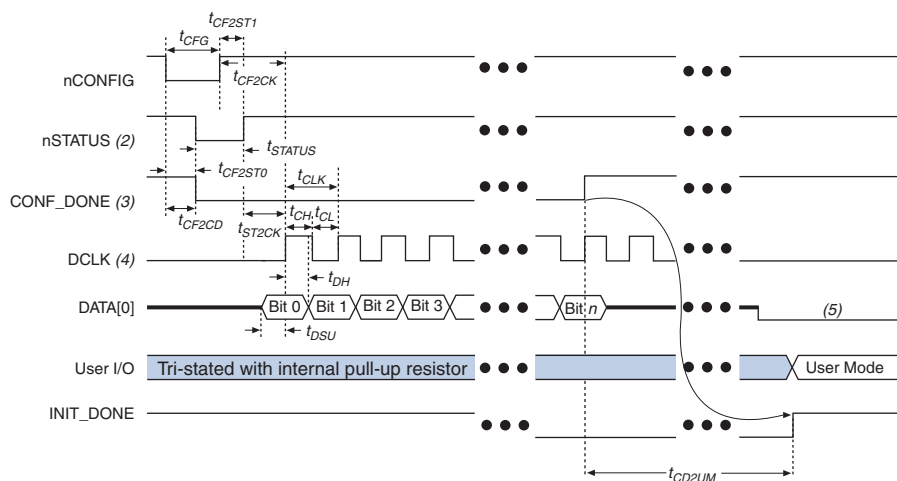 tCF2ST1
tCFG
tCF2CK
nCONFIG
nSTATUS (2)
tSTATUS
tCF2ST0
tCLK
CONF_DONE (3)
tCF2CD
tST2CK
tCH
tCL
DCLK (4)
tDH
DATA[0]
Bit 0
Bit 1
Bit 2
Bit 3
Bit n
(5)
tDSU
User I/O
Tri-stated with internal pull-up resistor
User Mode
INIT_DONE
tCD2UM